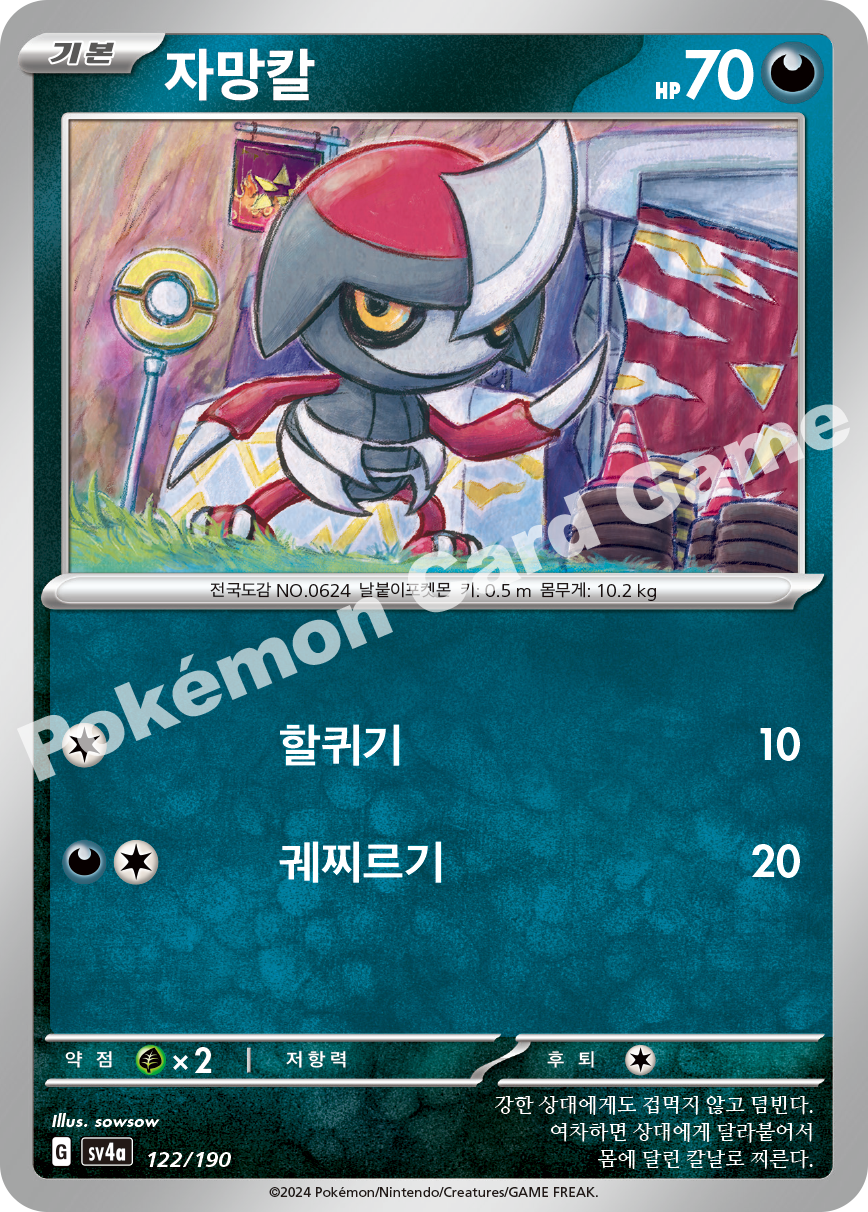 기본
자망칼
HP 70
전국도감 NO.0624 날붙이포켓몬 키: 0.5 m 몸무게: 10.2 kg
Pokémon Card Game
할퀴기 10
궤찌르기 20
약점 ×2 저항력 후퇴
강한 상대에게도 겁먹지 않고 덤빈다.
여차하면 상대에게 달라붙어서
몸에 달린 칼날로 찌른다.
Illus. sowsow
G sv4a 122/190
©2024 Pokémon/Nintendo/Creatures/GAME FREAK.